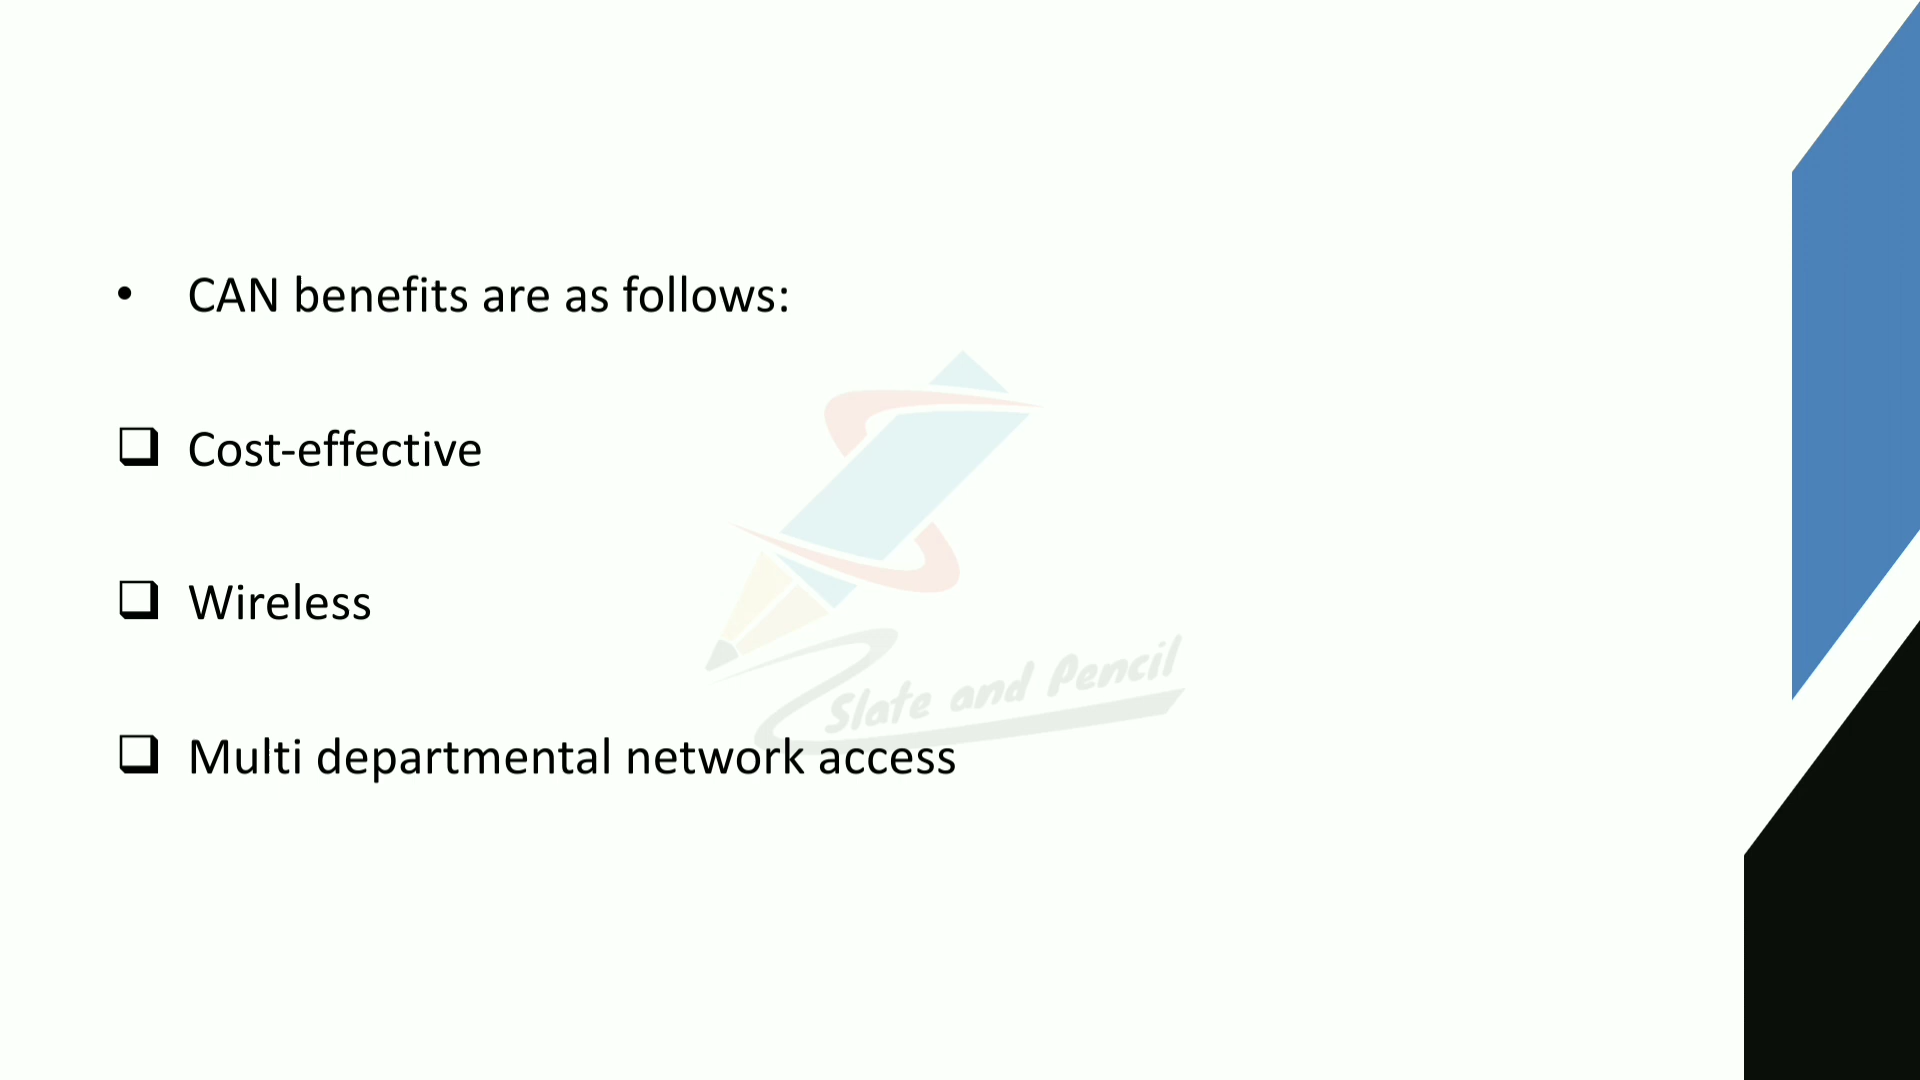 • CAN benefits are as follows:
❑ Cost-effective
❑ Wireless
Slate and Pencil
❑ Multi departmental network access